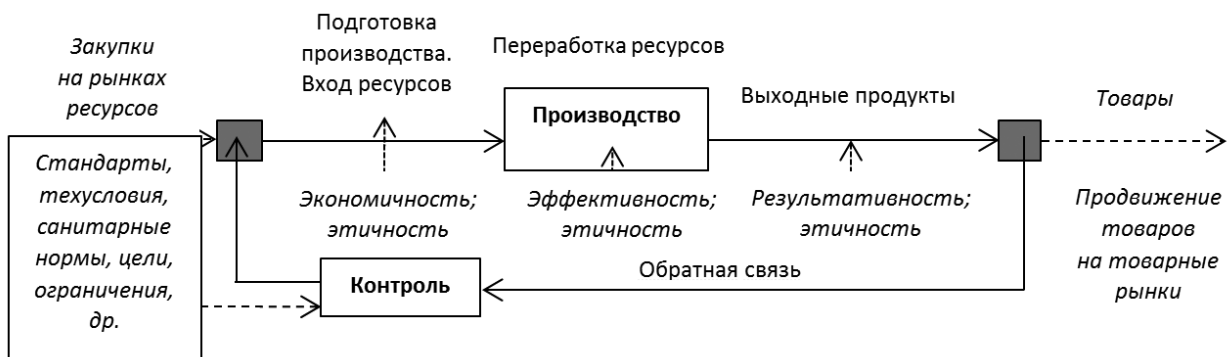 Закупки
на рынках
ресурсов
Подготовка
производства.
Вход ресурсов
Переработка ресурсов
Производство
Выходные продукты
Товары
Стандарты,
техусловия,
санитарные
нормы, цели,
ограничения,
др.
Экономичность;
этичность
Эффективность;
этичность
Результативность;
этичность
Продвижение
товаров
на товарные
рынки
Контроль
Обратная связь